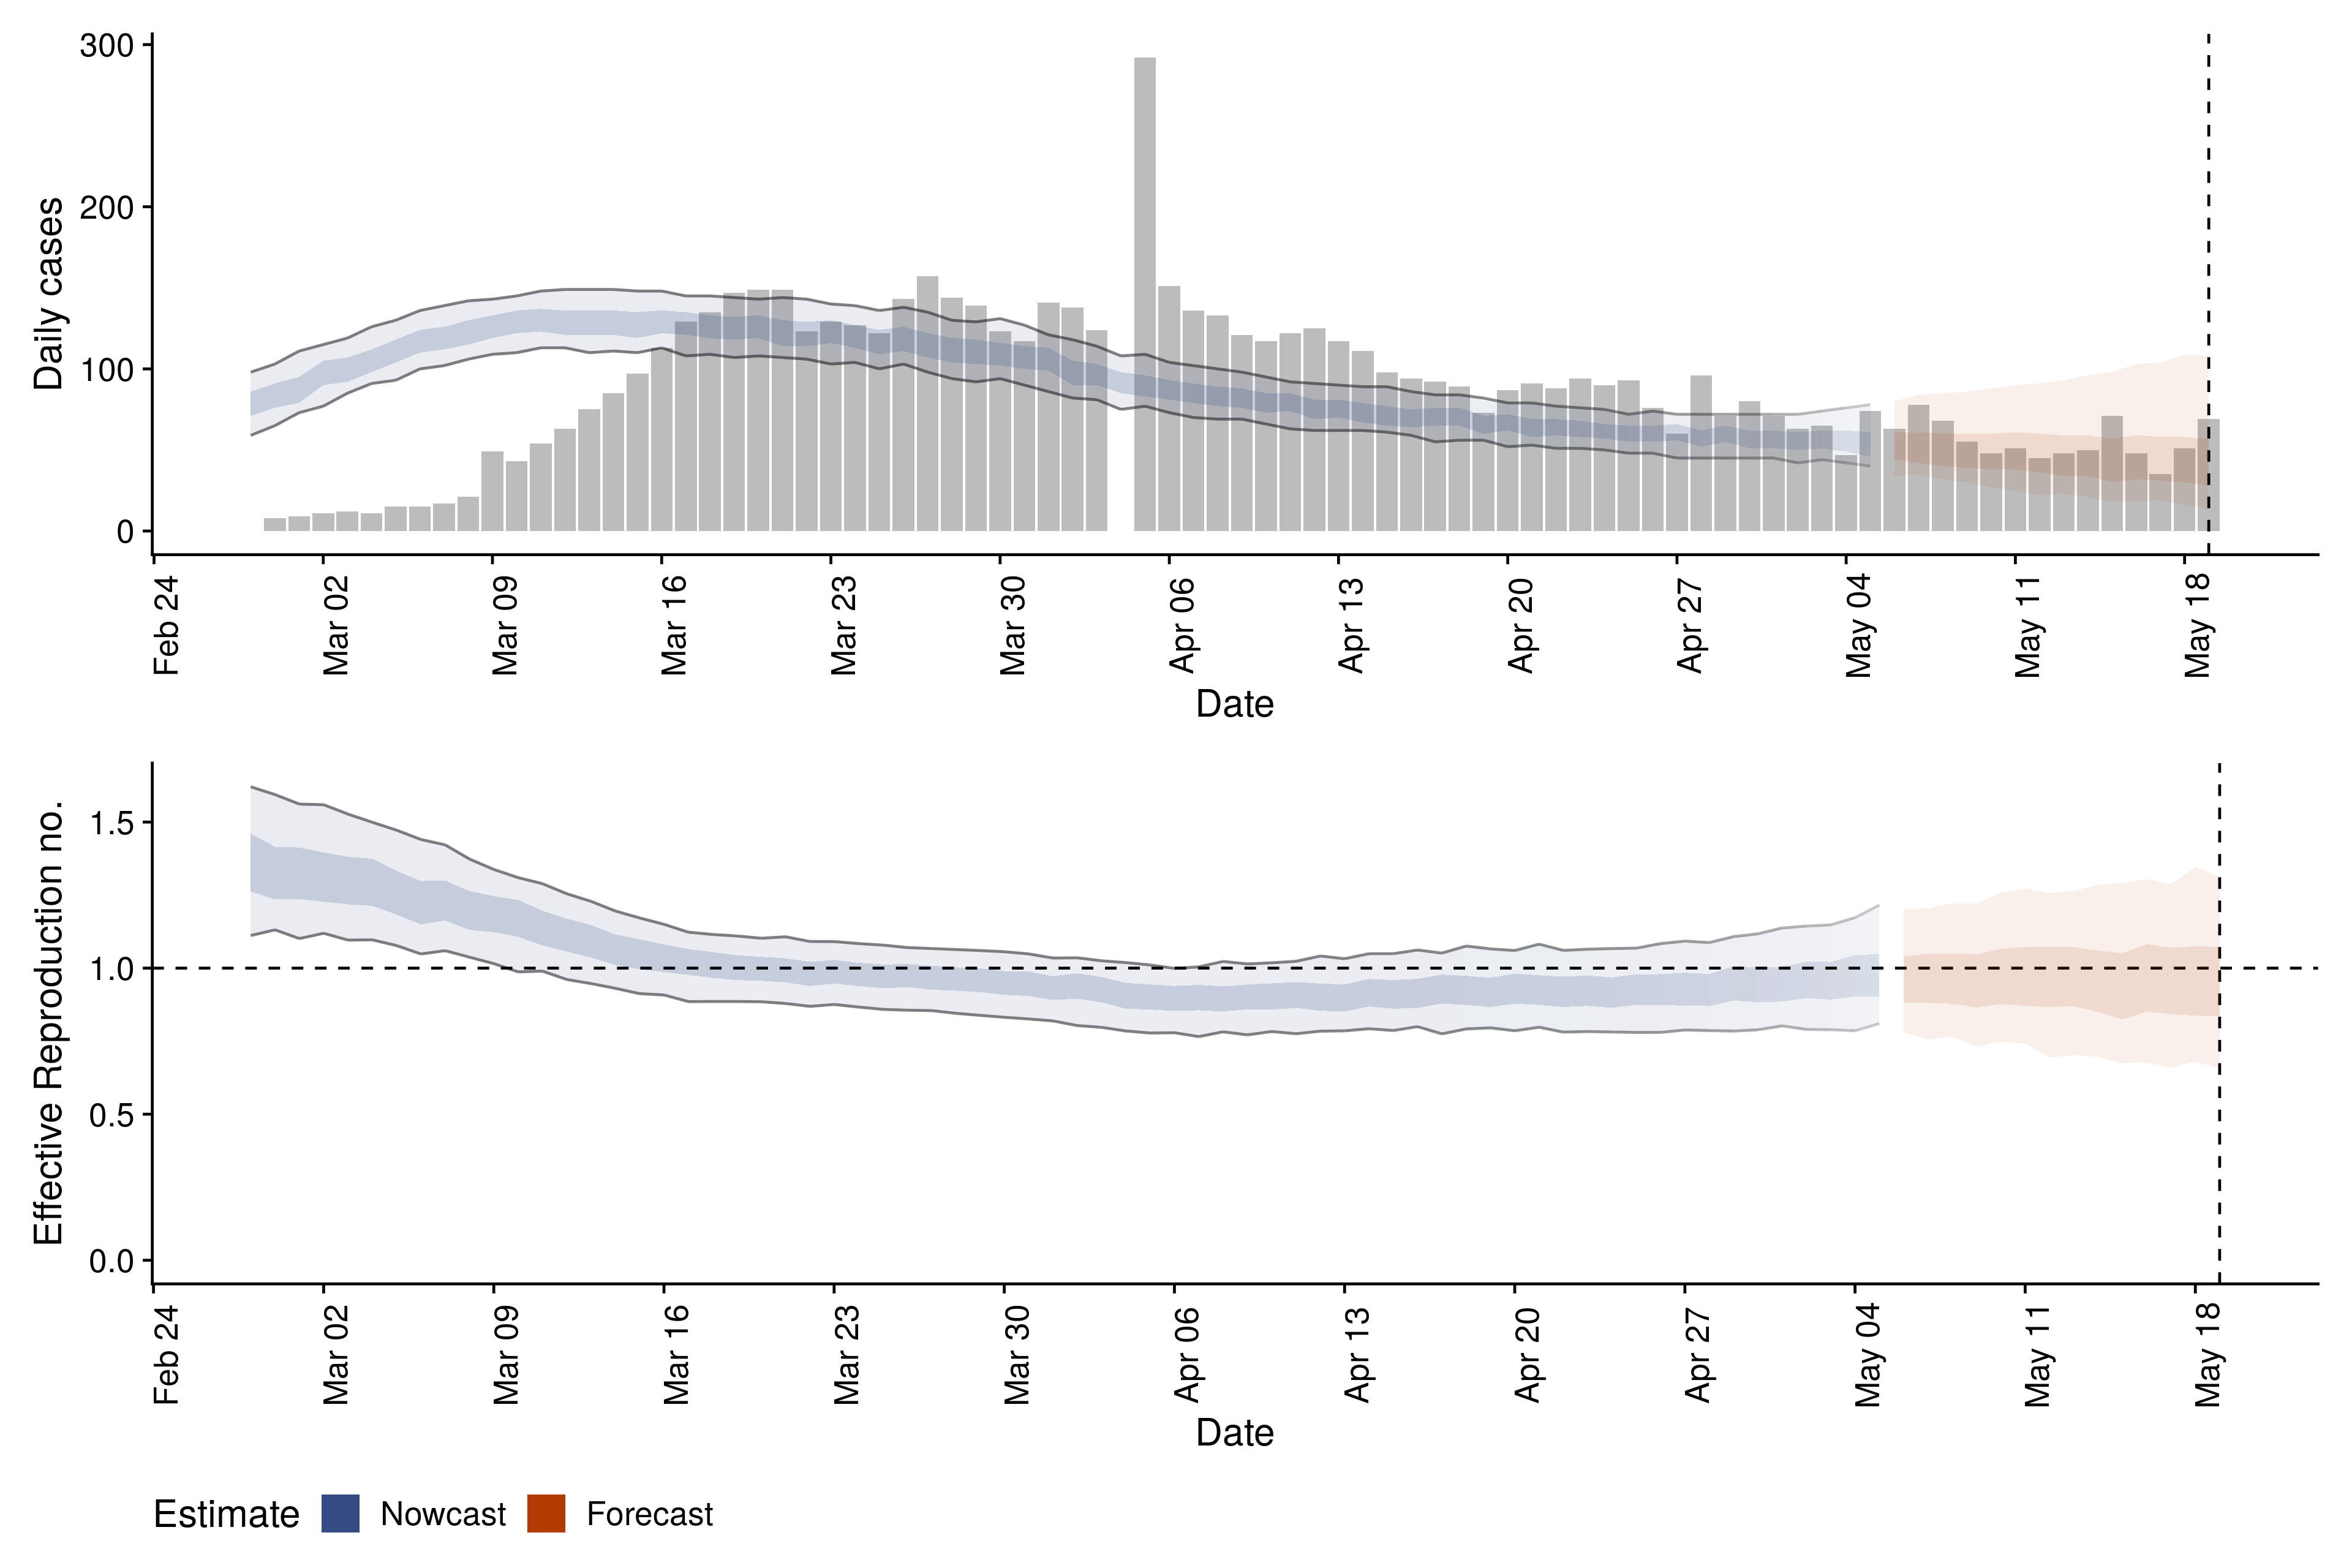 300
200
100
0
Daily cases
Feb 24 Mar 02 Mar 09 Mar 16 Mar 23 Mar 30 Apr 06 Apr 13 Apr 20 Apr 27 May 04 May 11 May 18
Date
1.5
1.0
0.5
0.0
Effective Reproduction no.
Feb 24 Mar 02 Mar 09 Mar 16 Mar 23 Mar 30 Apr 06 Apr 13 Apr 20 Apr 27 May 04 May 11 May 18
Date
Estimate Nowcast Forecast